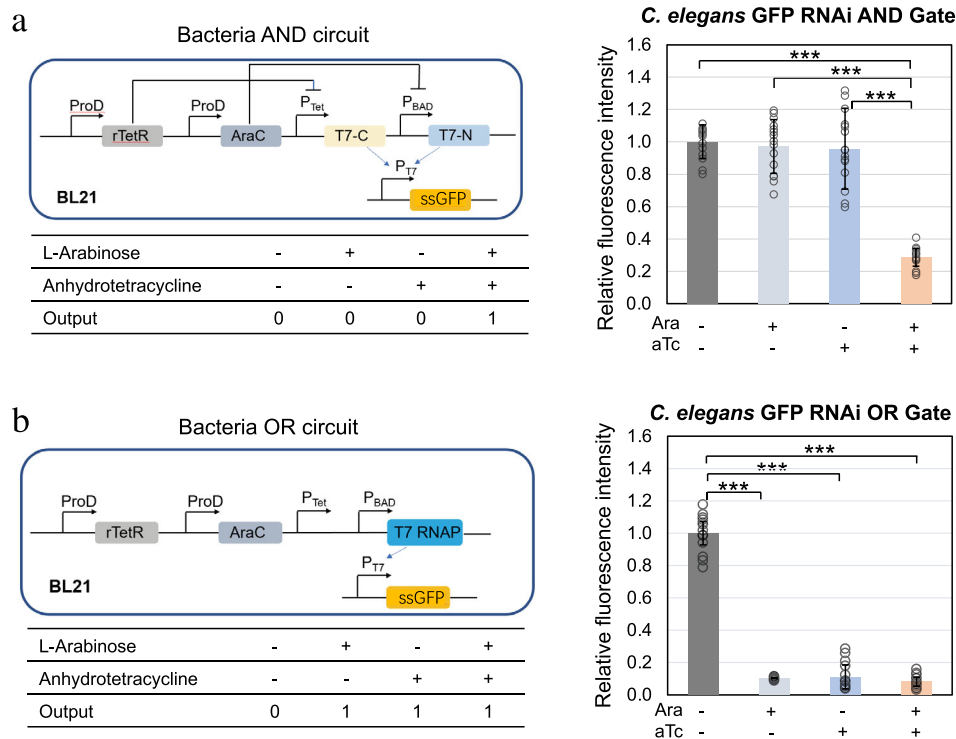 a
Bacteria AND circuit
ProD
ProD
P_Tet
P_BAD
rTetR
AraC
T7-C
T7-N
P_T7
ssGFP
BL21
L-Arabinose - + - +
Anhydrotetracycline - - + +
Output 0 0 0 1
C. elegans GFP RNAi AND Gate
Relative fluorescence intensity
1.6
1.4
1.2
1.0
0.8
0.6
0.4
0.2
0.0
***
***
***
Ara - + - +
aTc - - + +
b
Bacteria OR circuit
ProD
ProD
P_Tet
P_BAD
rTetR
AraC
T7 RNAP
P_T7
ssGFP
BL21
L-Arabinose - + - +
Anhydrotetracycline - - + +
Output 0 1 1 1
C. elegans GFP RNAi OR Gate
Relative fluorescence intensity
1.6
1.4
1.2
1.0
0.8
0.6
0.4
0.2
0.0
***
***
***
Ara - + - +
aTc - - + +